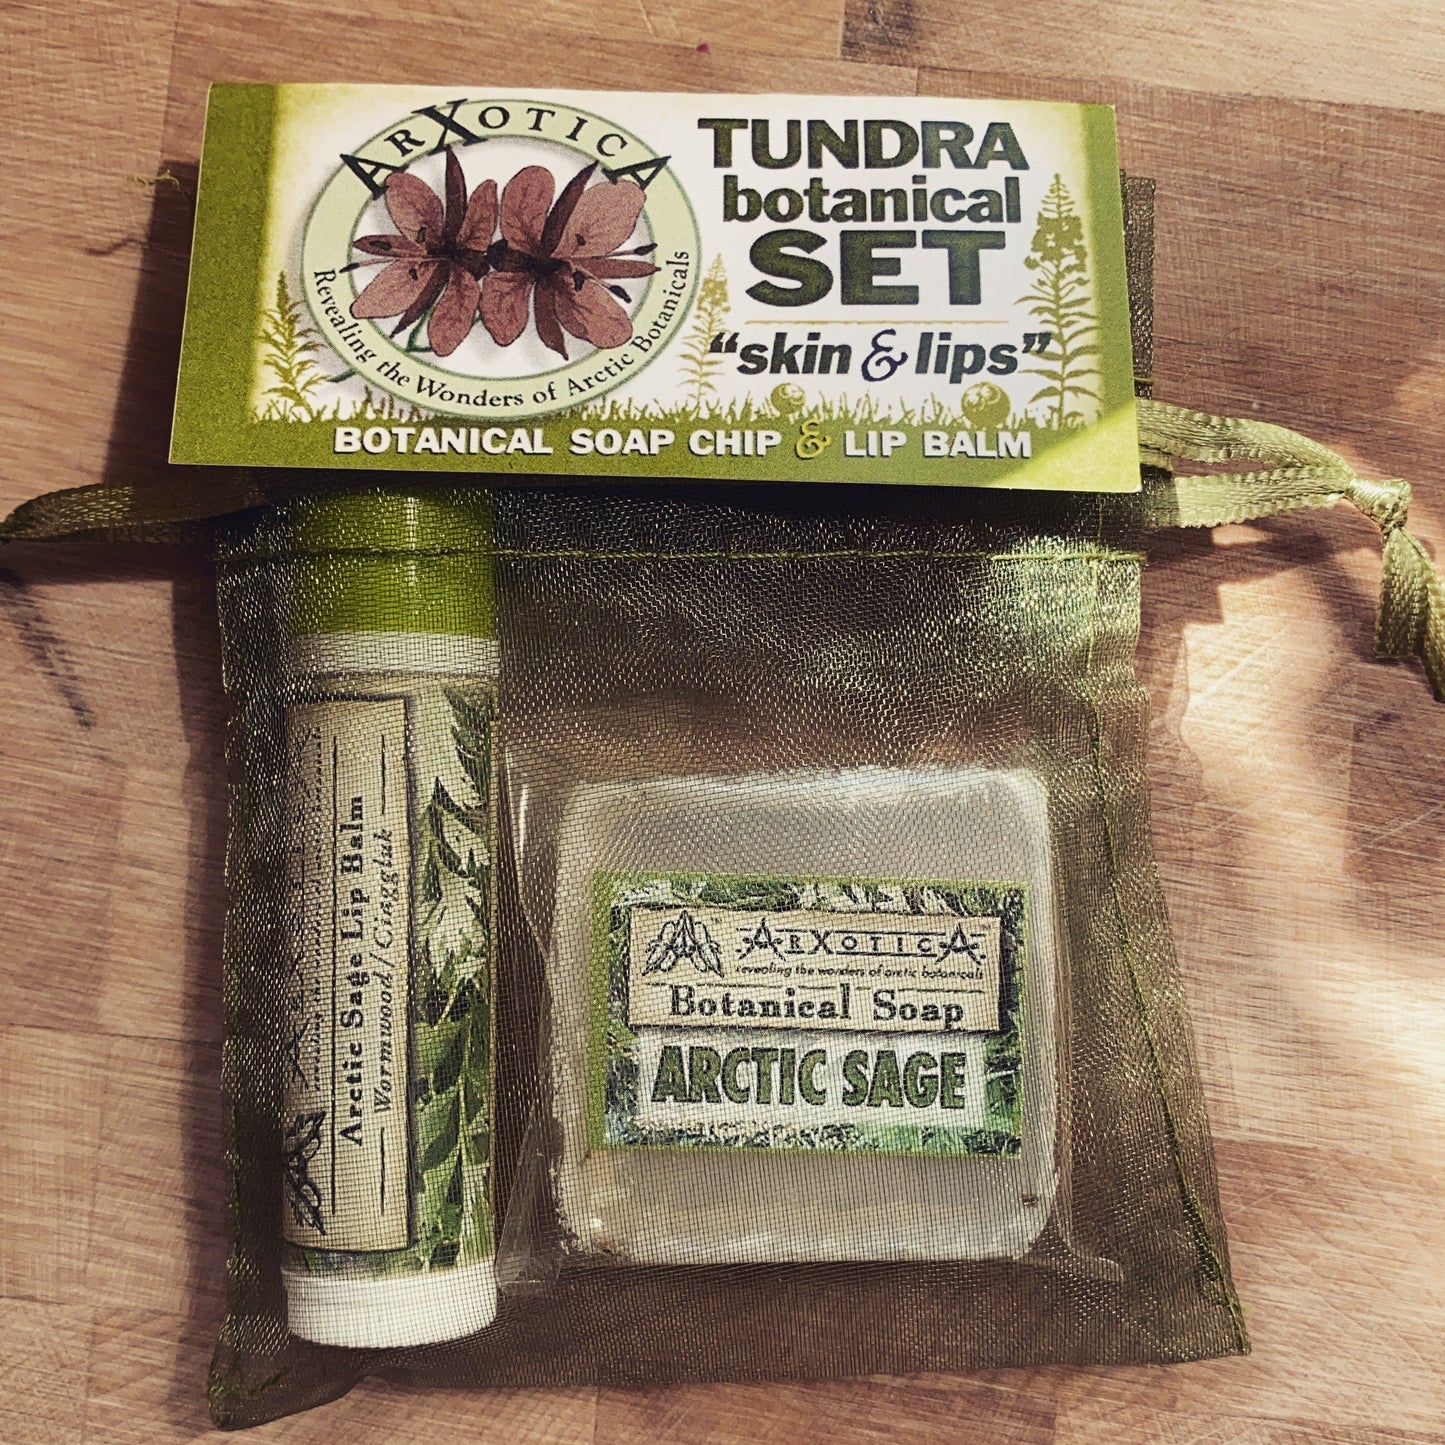 ArXotica
Revealing the Wonders of Arctic Botanicals
TUNDRA
botanical
SET
“skin & lips”
BOTANICAL SOAP CHIP & LIP BALM
Arctic Sage Lip Balm
Wormwood/Ciaggluk
ArXoticA
revealing the wonders of arctic botanicals
Botanical Soap
ARCTIC SAGE